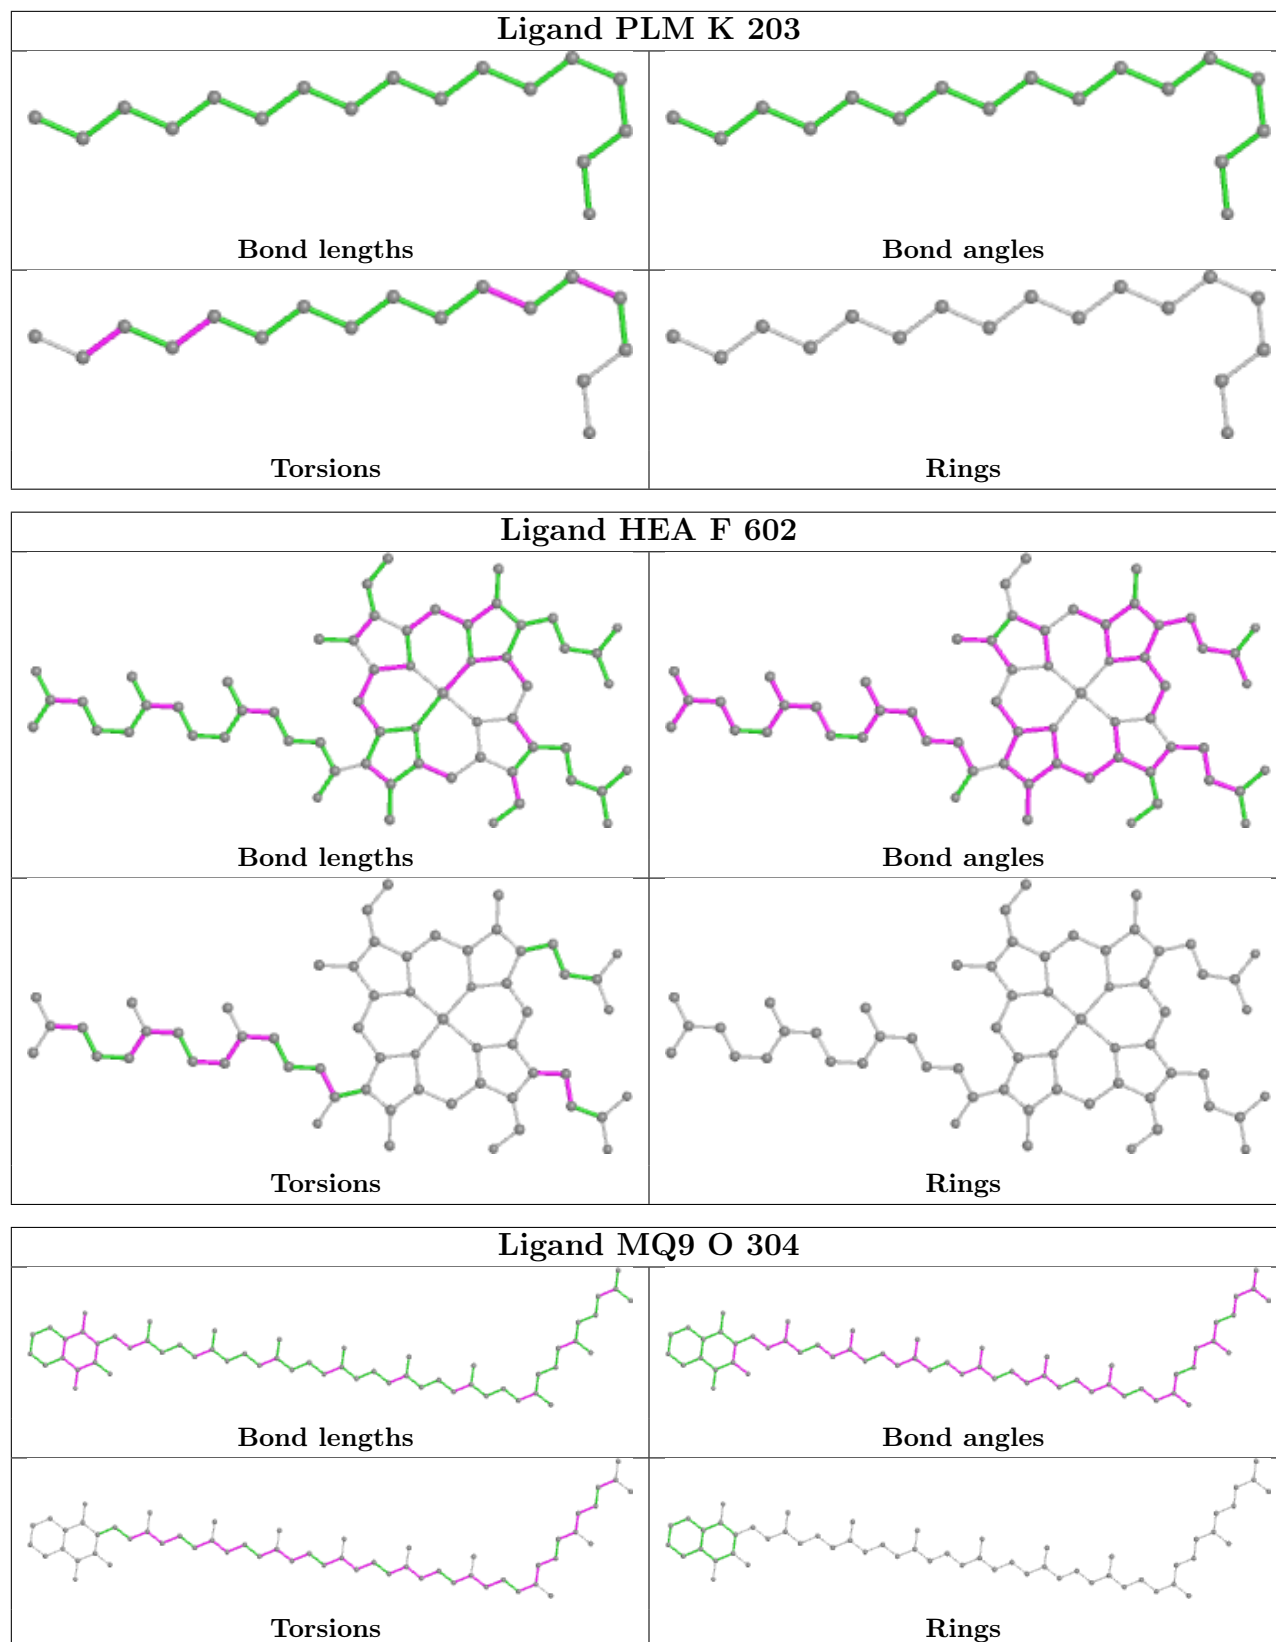 Ligand PLM K 203
Bond lengths
Bond angles
Torsions
Rings
Ligand HEA F 602
Bond lengths
Bond angles
Torsions
Rings
Ligand MQ9 O 304
Bond lengths
Bond angles
Torsions
Rings